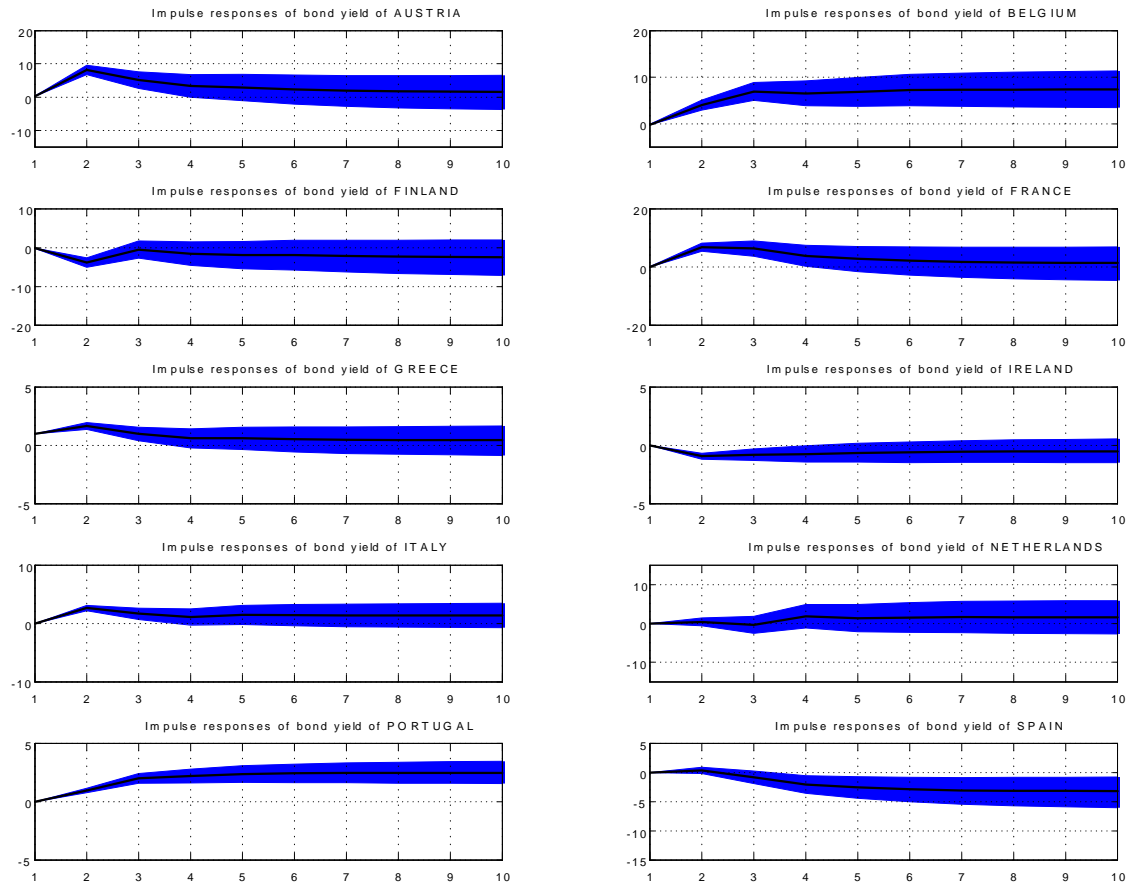 Impulse responses of bond yield of AUSTRIA
20
10
0
-10
1 2 3 4 5 6 7 8 9 10
Impulse responses of bond yield of BELGIUM
20
10
0
1 2 3 4 5 6 7 8 9 10
Impulse responses of bond yield of FINLAND
10
0
-10
-20
1 2 3 4 5 6 7 8 9 10
Impulse responses of bond yield of FRANCE
20
0
-20
1 2 3 4 5 6 7 8 9 10
Impulse responses of bond yield of GREECE
5
0
-5
1 2 3 4 5 6 7 8 9 10
Impulse responses of bond yield of IRELAND
5
0
-5
1 2 3 4 5 6 7 8 9 10
Impulse responses of bond yield of ITALY
10
0
-10
1 2 3 4 5 6 7 8 9 10
Impulse responses of bond yield of NETHERLANDS
10
0
-10
1 2 3 4 5 6 7 8 9 10
Impulse responses of bond yield of PORTUGAL
5
0
-5
1 2 3 4 5 6 7 8 9 10
Impulse responses of bond yield of SPAIN
5
0
-5
-10
-15
1 2 3 4 5 6 7 8 9 10